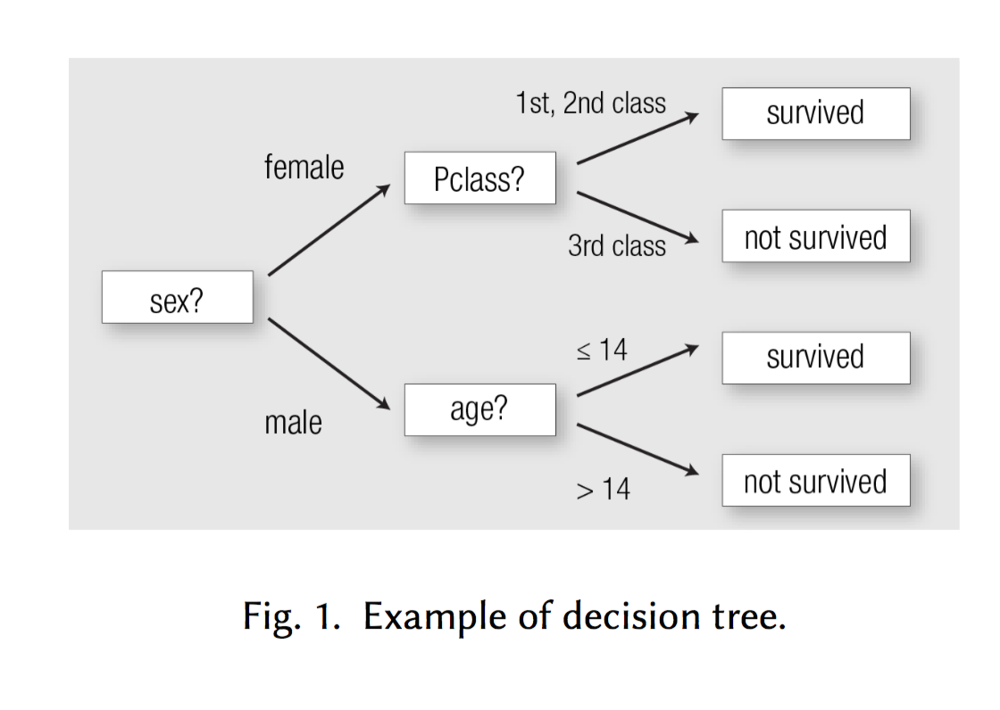 1st, 2nd class
survived
female
Pclass?
3rd class
not survived
sex?
≤ 14
survived
male
age?
> 14
not survived
Fig. 1. Example of decision tree.